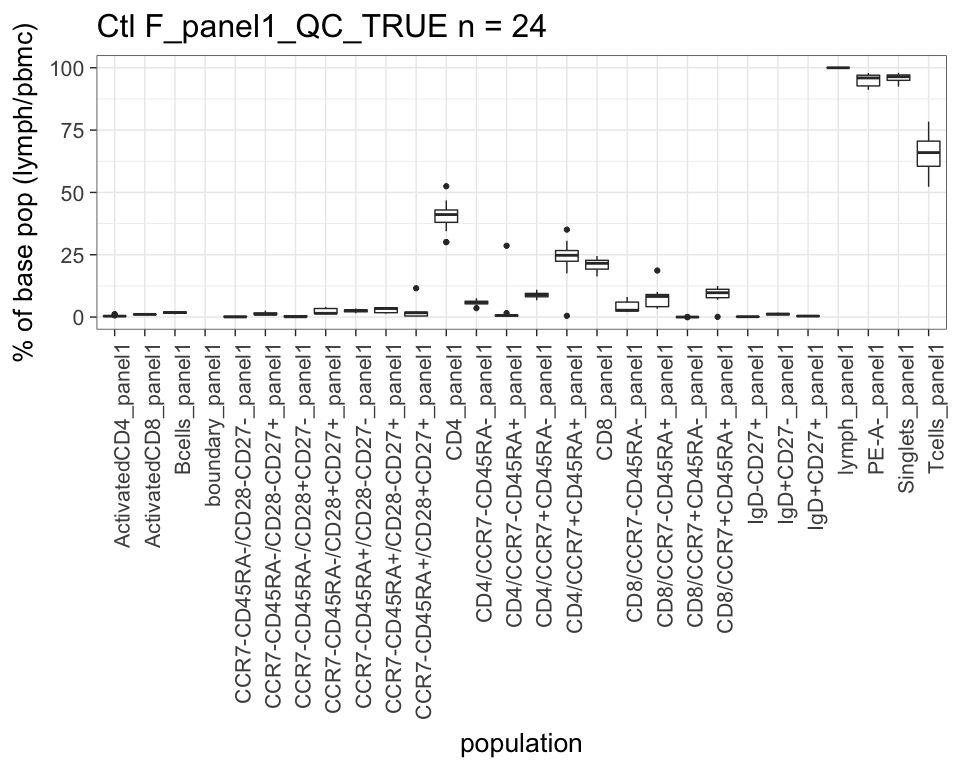 Ctl F_panel1_QC_TRUE n = 24
% of base pop (lymph/pbmc)
100
75
50
25
0
ActivatedCD4_panel1
ActivatedCD8_panel1
Bcells_panel1
boundary_panel1
CCR7-CD45RA-/CD28-CD27-_panel1
CCR7-CD45RA-/CD28-CD27+_panel1
CCR7-CD45RA-/CD28+CD27-_panel1
CCR7-CD45RA-/CD28+CD27+_panel1
CCR7-CD45RA+/CD28-CD27-_panel1
CCR7-CD45RA+/CD28-CD27+_panel1
CCR7-CD45RA+/CD28+CD27+_panel1
CD4_panel1
CD4/CCR7-CD45RA-_panel1
CD4/CCR7-CD45RA+_panel1
CD4/CCR7+CD45RA-_panel1
CD4/CCR7+CD45RA+_panel1
CD8_panel1
CD8/CCR7-CD45RA-_panel1
CD8/CCR7-CD45RA+_panel1
CD8/CCR7+CD45RA-_panel1
CD8/CCR7+CD45RA+_panel1
IgD-CD27+_panel1
IgD+CD27-_panel1
IgD+CD27+_panel1
lymph_panel1
PE-A-_panel1
Singlets_panel1
Tcells_panel1
population